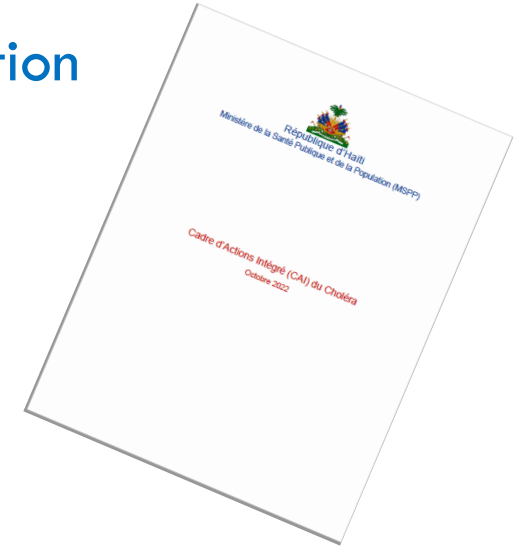 tion
République d'Haïti
Ministère de la Santé Publique et de la Population (MSPP)
Cadre d'Actions Intégré (CAI) du Choléra
Octobre 2022